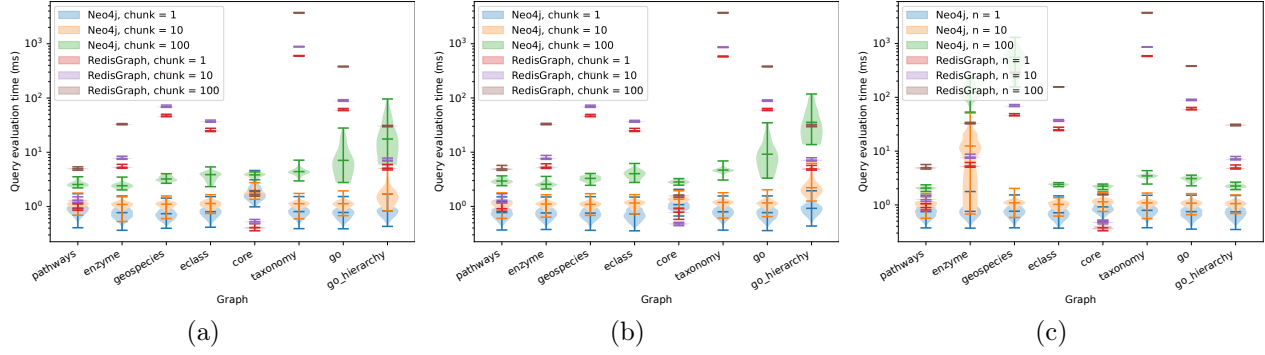 Query evaluation time (ms)
10³
10²
10¹
10⁰
Neo4j, chunk = 1
Neo4j, chunk = 10
Neo4j, chunk = 100
RedisGraph, chunk = 1
RedisGraph, chunk = 10
RedisGraph, chunk = 100
pathways
enzyme
geospecies
eclass
core
taxonomy
go
go_hierarchy
Graph
(a)
Query evaluation time (ms)
10³
10²
10¹
10⁰
Neo4j, chunk = 1
Neo4j, chunk = 10
Neo4j, chunk = 100
RedisGraph, chunk = 1
RedisGraph, chunk = 10
RedisGraph, chunk = 100
pathways
enzyme
geospecies
eclass
core
taxonomy
go
go_hierarchy
Graph
(b)
Query evaluation time (ms)
10³
10²
10¹
10⁰
Neo4j, n = 1
Neo4j, n = 10
Neo4j, n = 100
RedisGraph, n = 1
RedisGraph, n = 10
RedisGraph, n = 100
pathways
enzyme
geospecies
eclass
core
taxonomy
go
go_hierarchy
Graph
(c)